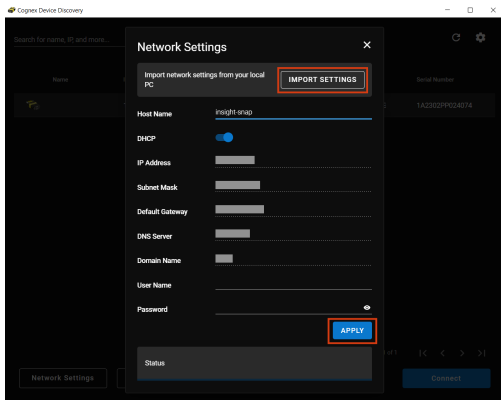 Cognex Device Discovery
Search for name, IP, and more...
Network Settings
Import network settings from your local PC
IMPORT SETTINGS
Name
Serial Number
1A2302PP024074
Host Name
insight-snap
DHCP
IP Address
Subnet Mask
Default Gateway
DNS Server
Domain Name
User Name
Password
APPLY
Status
of 1
Network Settings
Connect